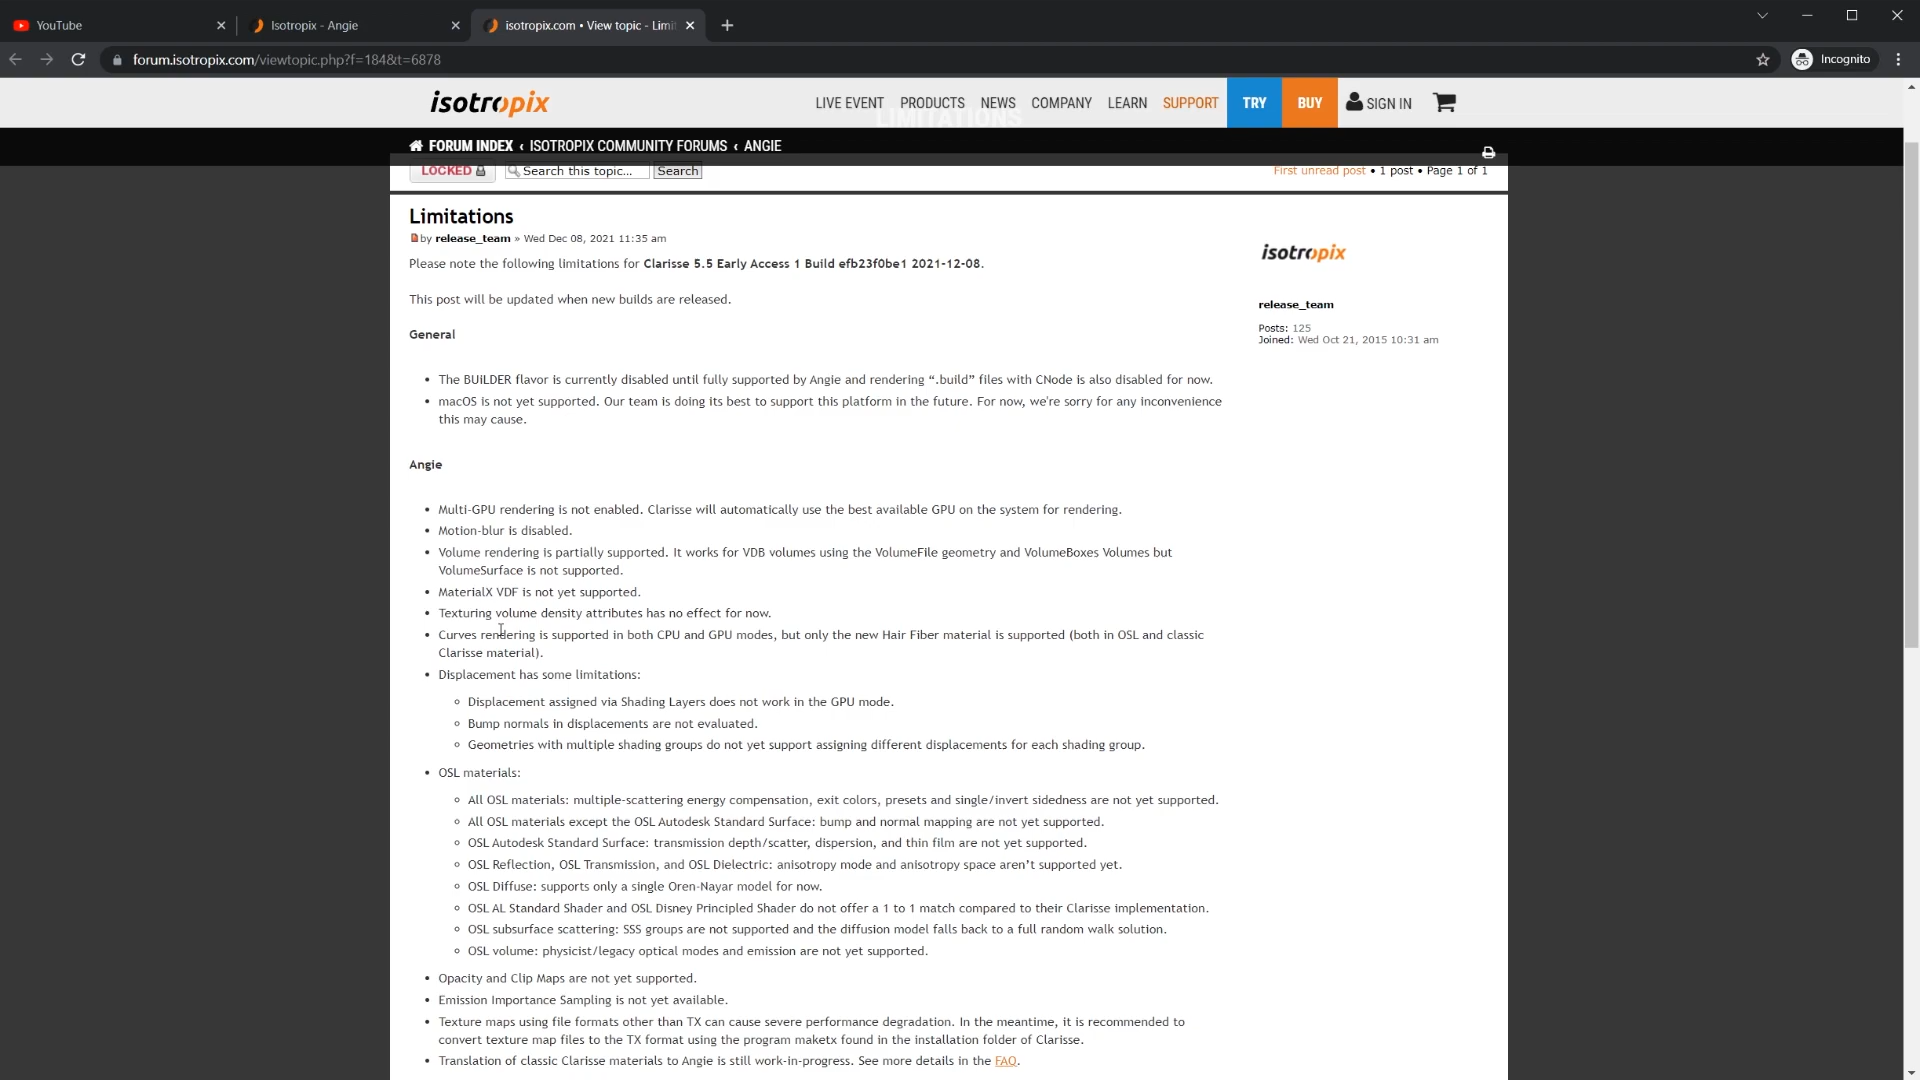 YouTube
Isotropix - Angie
isotropix.com • View topic - Limit
forum.isotropix.com/viewtopic.php?f=184&t=6878
Incognito
isotropix
LIVE EVENT PRODUCTS NEWS COMPANY LEARN SUPPORT TRY BUY SIGN IN
LIMITATIONS
FORUM INDEX ‹ ISOTROPIX COMMUNITY FORUMS ‹ ANGIE
LOCKED Search this topic... Search First unread post • 1 post • Page 1 of 1
Limitations
by release_team » Wed Dec 08, 2021 11:35 am
isotropix
Please note the following limitations for Clarisse 5.5 Early Access 1 Build efb23f0be1 2021-12-08.
This post will be updated when new builds are released.
release_team
Posts: 125
Joined: Wed Oct 21, 2015 10:31 am
General
• The BUiLDER flavor is currently disabled until fully supported by Angie and rendering “.build” files with CNode is also disabled for now.
• macOS is not yet supported. Our team is doing its best to support this platform in the future. For now, we're sorry for any inconvenience
this may cause.
Angie
• Multi-GPU rendering is not enabled. Clarisse will automatically use the best available GPU on the system for rendering.
• Motion-blur is disabled.
• Volume rendering is partially supported. It works for VDB volumes using the VolumeFile geometry and VolumeBoxes Volumes but
VolumeSurface is not supported.
• MaterialX VDF is not yet supported.
• Texturing volume density attributes has no effect for now.
• Curves rendering is supported in both CPU and GPU modes, but only the new Hair Fiber material is supported (both in OSL and classic
Clarisse material).
• Displacement has some limitations:
◦ Displacement assigned via Shading Layers does not work in the GPU mode.
◦ Bump normals in displacements are not evaluated.
◦ Geometries with multiple shading groups do not yet support assigning different displacements for each shading group.
• OSL materials:
◦ All OSL materials: multiple-scattering energy compensation, exit colors, presets and single/invert sidedness are not yet supported.
◦ All OSL materials except the OSL Autodesk Standard Surface: bump and normal mapping are not yet supported.
◦ OSL Autodesk Standard Surface: transmission depth/scatter, dispersion, and thin film are not yet supported.
◦ OSL Reflection, OSL Transmission, and OSL Dielectric: anisotropy mode and anisotropy space aren’t supported yet.
◦ OSL Diffuse: supports only a single Oren-Nayar model for now.
◦ OSL AL Standard Shader and OSL Disney Principled Shader do not offer a 1 to 1 match compared to their Clarisse implementation.
◦ OSL subsurface scattering: SSS groups are not supported and the diffusion model falls back to a full random walk solution.
◦ OSL volume: physicist/legacy optical modes and emission are not yet supported.
• Opacity and Clip Maps are not yet supported.
• Emission Importance Sampling is not yet available.
• Texture maps using file formats other than TX can cause severe performance degradation. In the meantime, it is recommended to
convert texture map files to the TX format using the program maketx found in the installation folder of Clarisse.
• Translation of classic Clarisse materials to Angie is still work-in-progress. See more details in the FAQ.